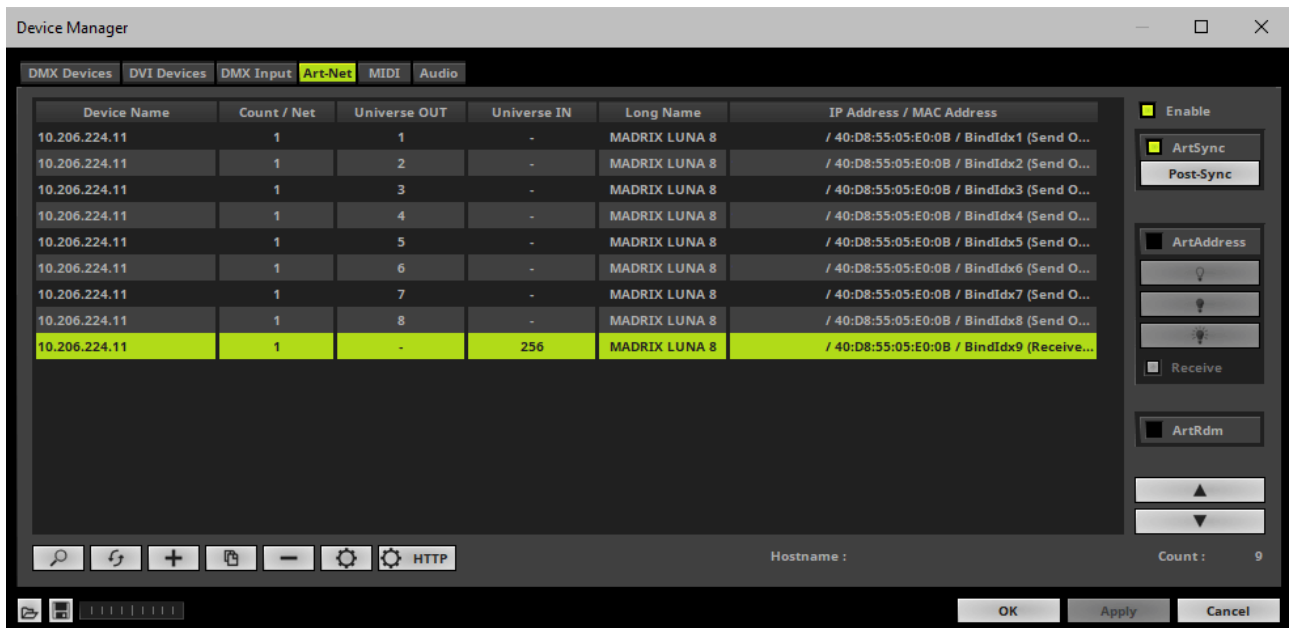 Device Manager
DMX Devices DVI Devices DMX Input Art-Net MIDI Audio
Device Name Count / Net Universe OUT Universe IN Long Name IP Address / MAC Address
10.206.224.11 1 1 - MADRIX LUNA 8 / 40:D8:55:05:E0:0B / BindIdx1 (Send O...
10.206.224.11 1 2 - MADRIX LUNA 8 / 40:D8:55:05:E0:0B / BindIdx2 (Send O...
10.206.224.11 1 3 - MADRIX LUNA 8 / 40:D8:55:05:E0:0B / BindIdx3 (Send O...
10.206.224.11 1 4 - MADRIX LUNA 8 / 40:D8:55:05:E0:0B / BindIdx4 (Send O...
10.206.224.11 1 5 - MADRIX LUNA 8 / 40:D8:55:05:E0:0B / BindIdx5 (Send O...
10.206.224.11 1 6 - MADRIX LUNA 8 / 40:D8:55:05:E0:0B / BindIdx6 (Send O...
10.206.224.11 1 7 - MADRIX LUNA 8 / 40:D8:55:05:E0:0B / BindIdx7 (Send O...
10.206.224.11 1 8 - MADRIX LUNA 8 / 40:D8:55:05:E0:0B / BindIdx8 (Send O...
10.206.224.11 1 - 256 MADRIX LUNA 8 / 40:D8:55:05:E0:0B / BindIdx9 (Receive...
Enable
ArtSync
Post-Sync
ArtAddress
Receive
ArtRdm
HTTP
Hostname :
Count : 9
OK Apply Cancel